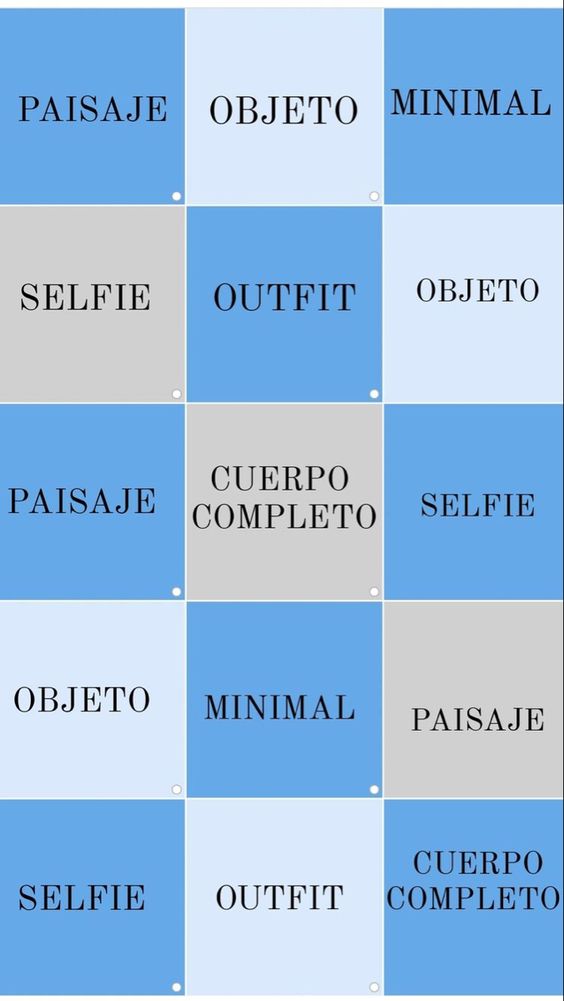 PAISAJE
OBJETO
MINIMAL
SELFIE
OUTFIT
OBJETO
PAISAJE
CUERPO
COMPLETO
SELFIE
OBJETO
MINIMAL
PAISAJE
SELFIE
OUTFIT
CUERPO
COMPLETO